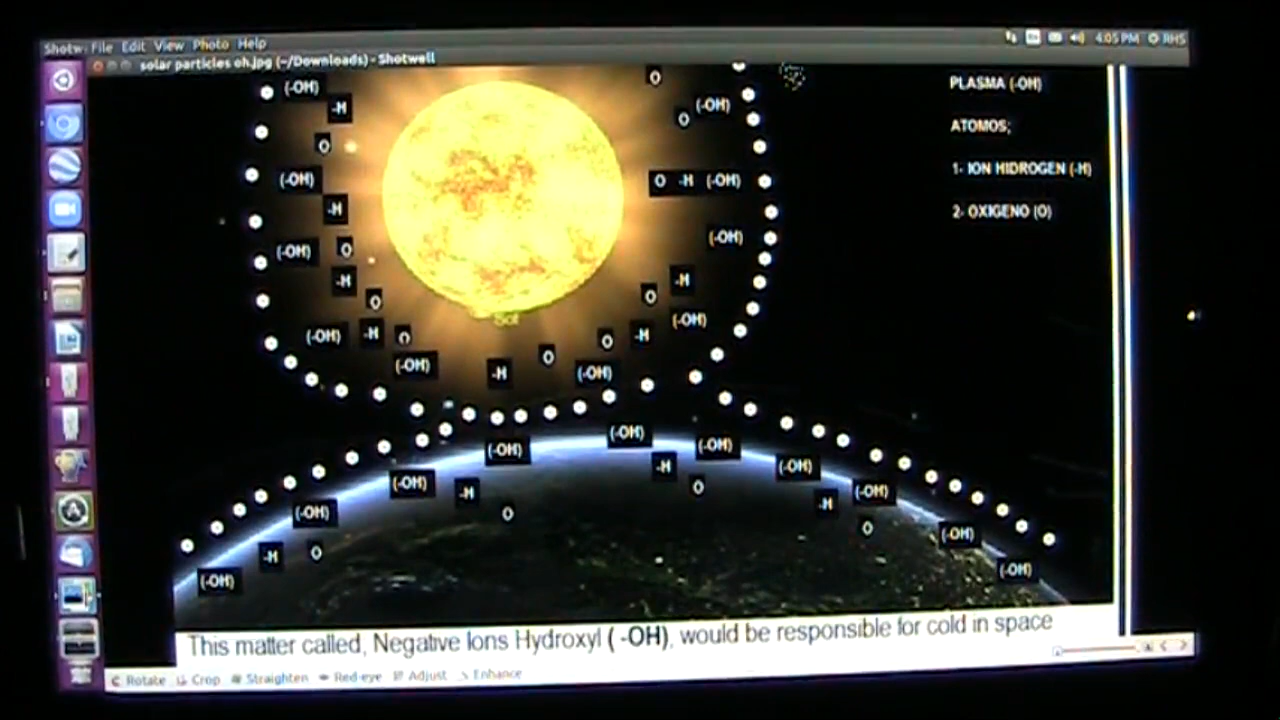 Shotw File Edit View Photo Help 4:05 PM RHS
solar particles oh.jpg (~/Downloads) - Shotwell
(-OH) O PLASMA (-OH)
-H O (-OH)
O ATOMOS;
(-OH) O -H (-OH) 1- ION HIDROGEN (-H)
-H 2- OXIGENO (O)
(-OH) O (-OH)
-H -H
O O
Sol (-OH)
(-OH) -H O O -H
(-OH) -H O (-OH)
(-OH) (-OH) (-OH)
(-OH) -H -H O (-OH)
(-OH) O -H (-OH)
-H O O (-OH)
(-OH) (-OH)
This matter called, Negative Ions Hydroxyl ( -OH), would be responsible for cold in space
Rotate Crop Straighten Red-eye Adjust Enhance